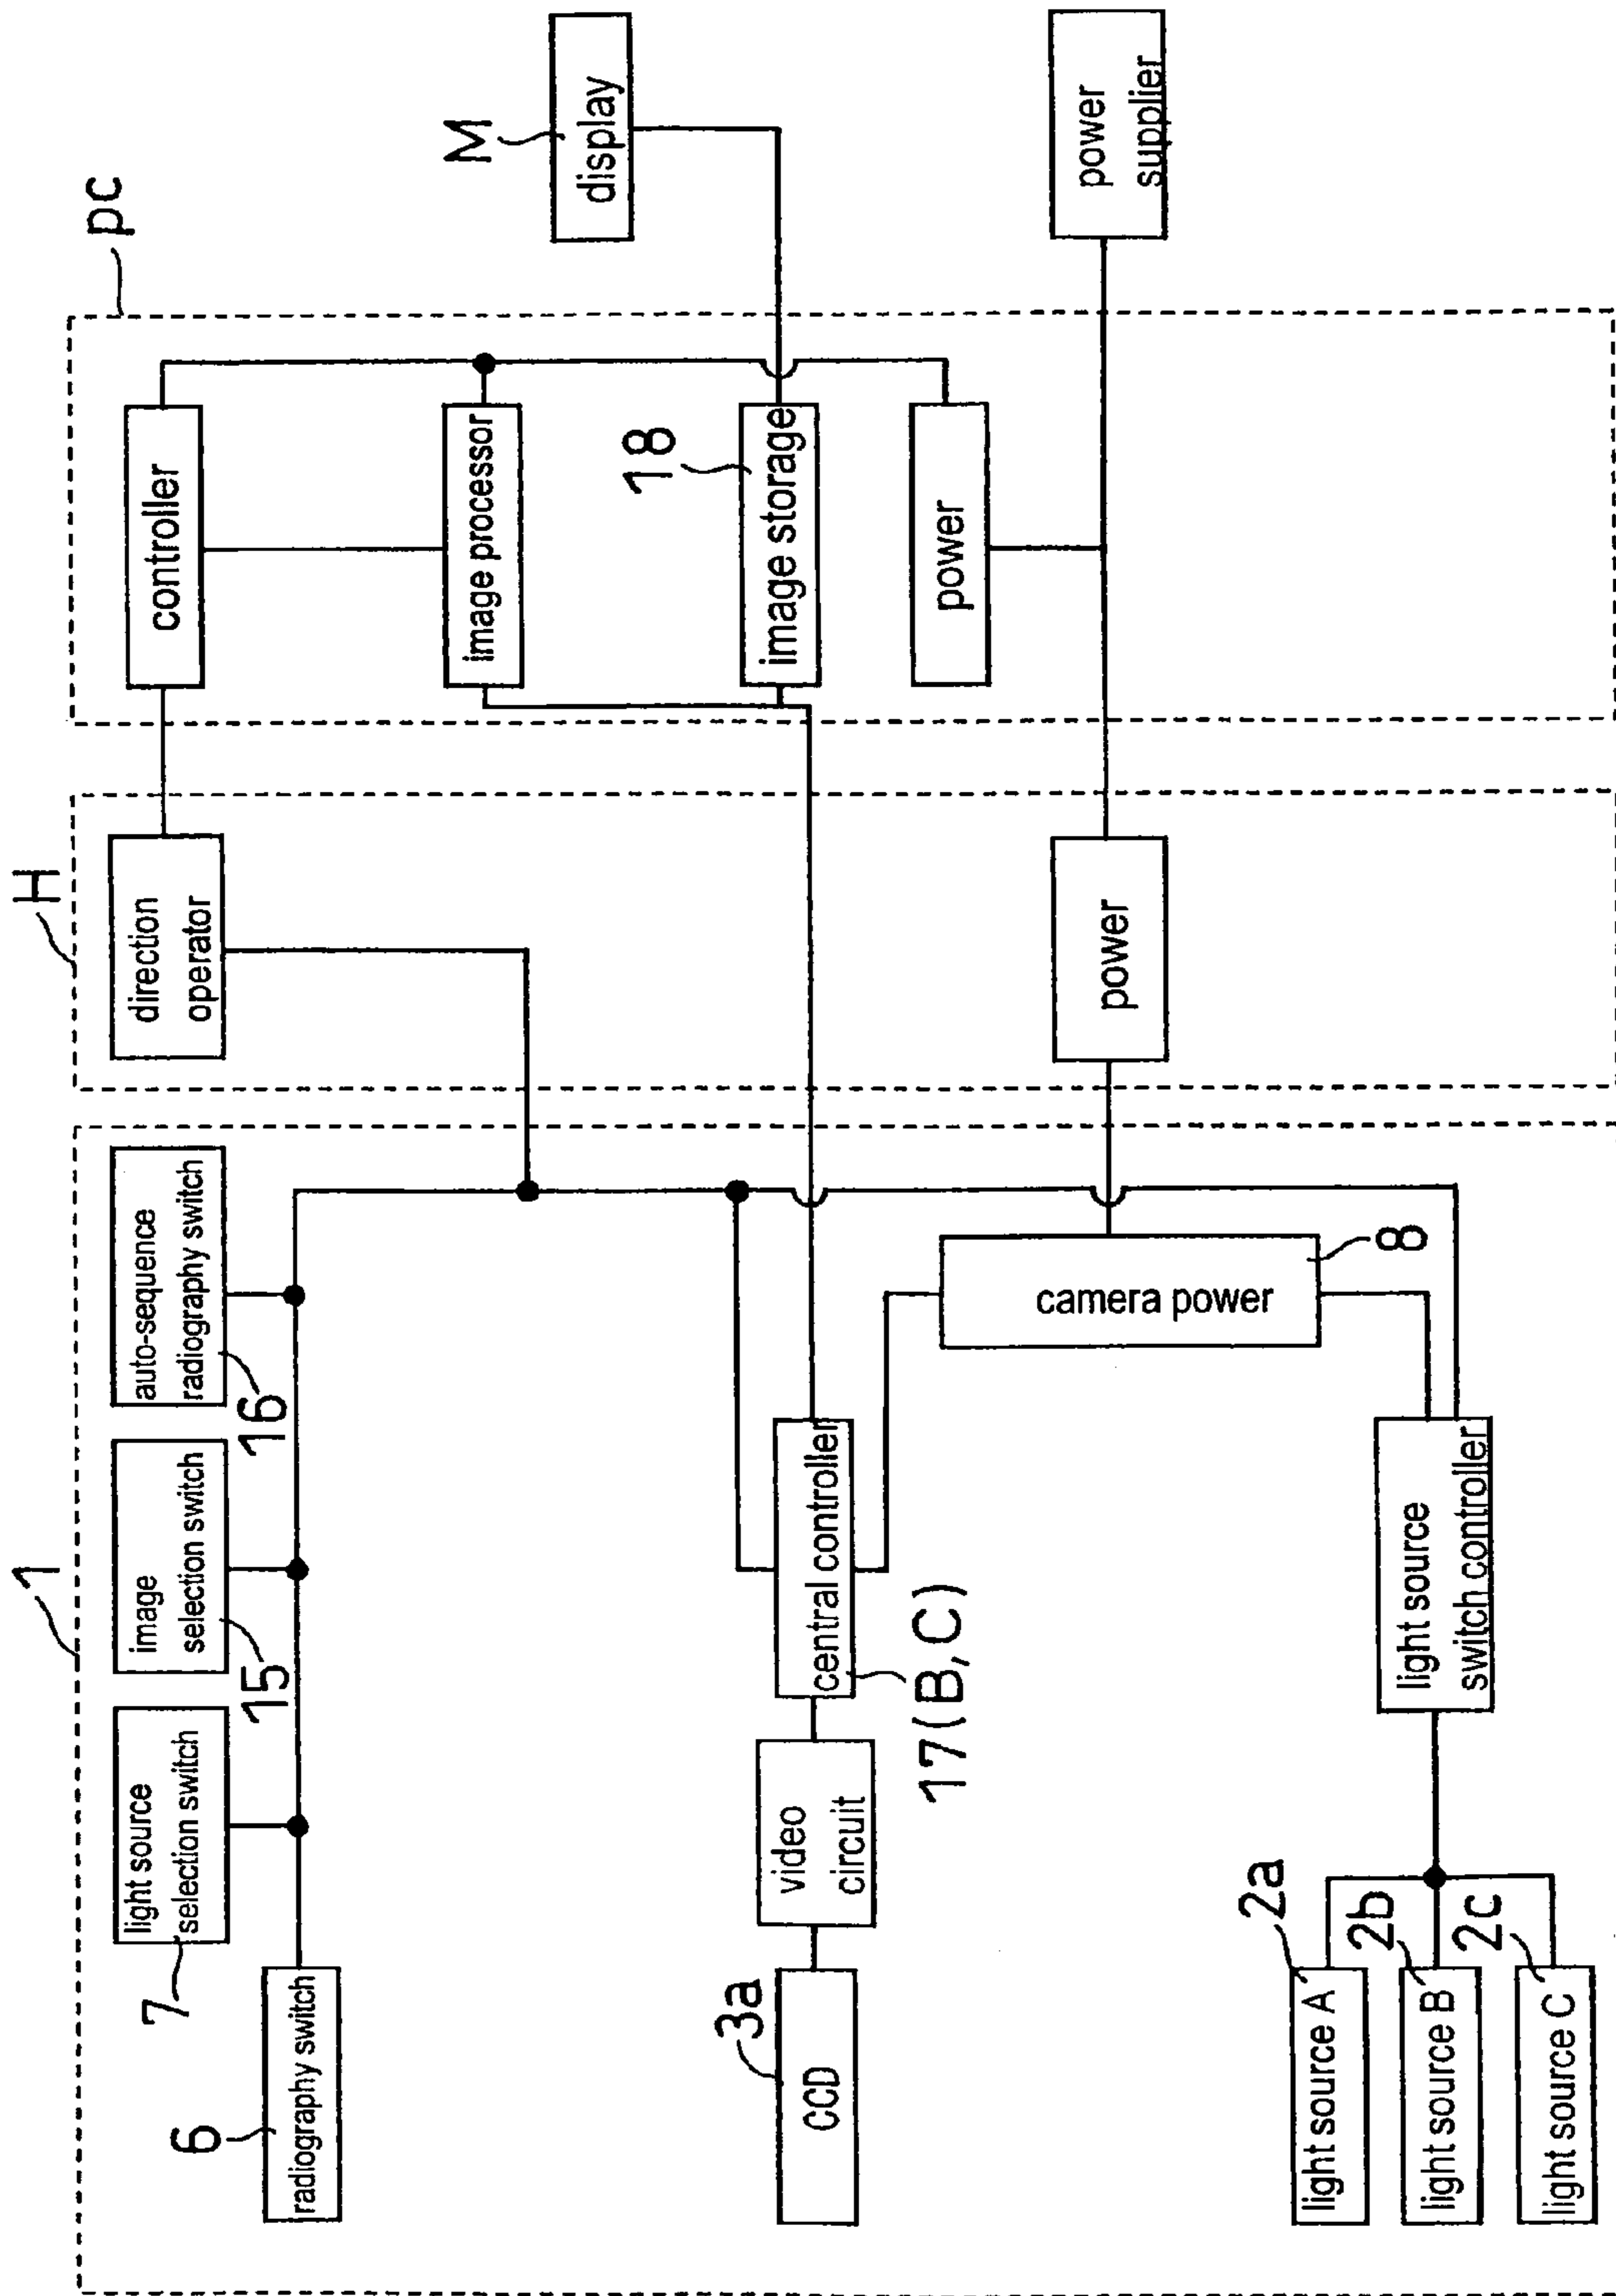 1
H
pc
M
display
power
supplier
light source
selection switch
7
image
selection switch
15
auto-sequence
radiography switch
16
direction
operator
controller
6
radiography switch
image processor
18
image storage
3a
CCD
video
circuit
central controller
17(B,C)
power
camera power
8
power
light source
switch controller
light source A
2a
light source B
2b
light source C
2c